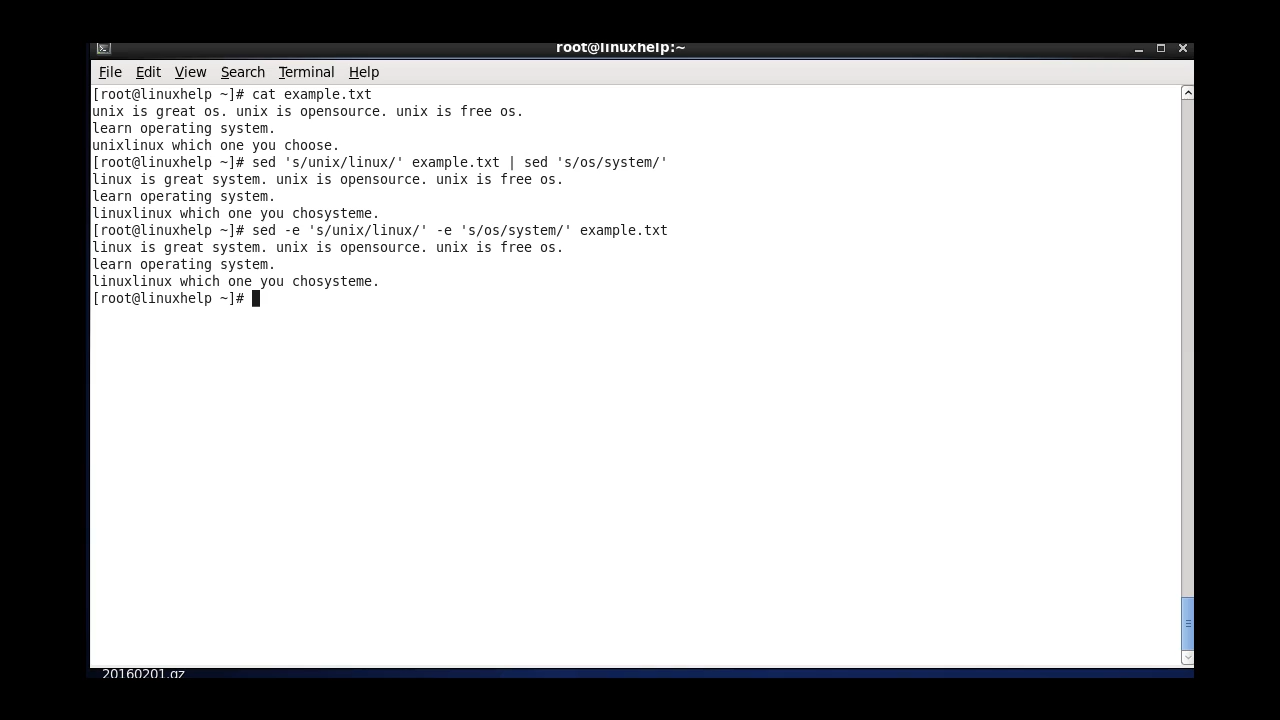 root@linuxhelp:~
File Edit View Search Terminal Help
[root@linuxhelp ~]# cat example.txt
unix is great os. unix is opensource. unix is free os.
learn operating system.
unixlinux which one you choose.
[root@linuxhelp ~]# sed 's/unix/linux/' example.txt | sed 's/os/system/'
linux is great system. unix is opensource. unix is free os.
learn operating system.
linuxlinux which one you chosysteme.
[root@linuxhelp ~]# sed -e 's/unix/linux/' -e 's/os/system/' example.txt
linux is great system. unix is opensource. unix is free os.
learn operating system.
linuxlinux which one you chosysteme.
[root@linuxhelp ~]#
20160201.gz